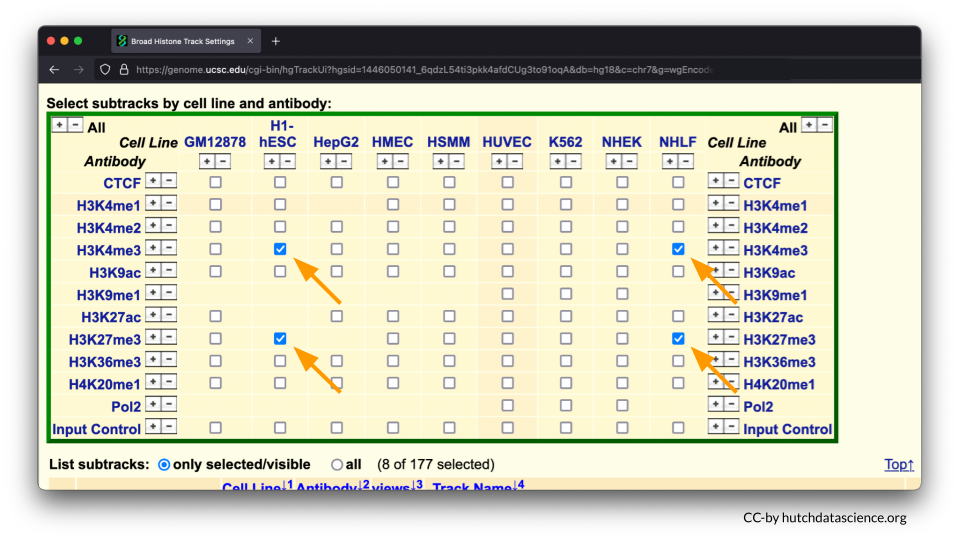 Broad Histone Track Settings × +
https://genome.ucsc.edu/cgi-bin/hgTrackUi?hgsid=1446050141_6qdzL54ti3pkk4afdCUg3to91oqA&db=hg18&c=chr7&g=wgEncod
Select subtracks by cell line and antibody:
+ - All All + -
Cell Line GM12878 H1-hESC HepG2 HMEC HSMM HUVEC K562 NHEK NHLF Cell Line
Antibody + - + - + - + - + - + - + - + - + - Antibody
CTCF + - + - CTCF
H3K4me1 + - + - H3K4me1
H3K4me2 + - + - H3K4me2
H3K4me3 + - + - H3K4me3
H3K9ac + - + - H3K9ac
H3K9me1 + - + - H3K9me1
H3K27ac + - + - H3K27ac
H3K27me3 + - + - H3K27me3
H3K36me3 + - + - H3K36me3
H4K20me1 + - + - H4K20me1
Pol2 + - + - Pol2
Input Control + - + - Input Control
List subtracks: only selected/visible all (8 of 177 selected) Top↑
Cell Line↓1 Antibody↓2 views↓3 Track Name↓4
CC-by hutchdatascience.org